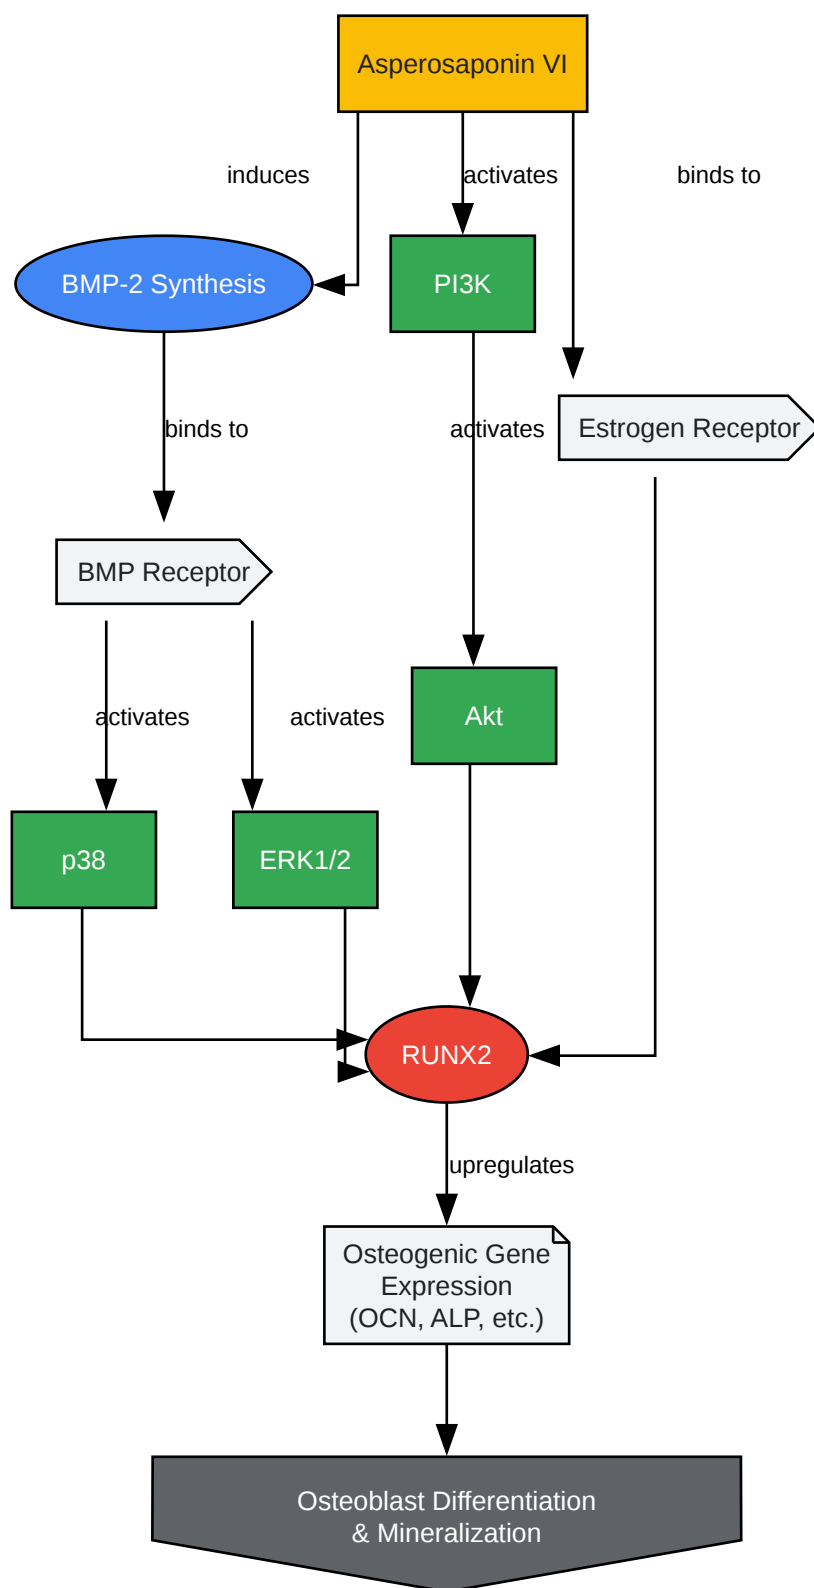 Asperosaponin VI
induces
activates
binds to
BMP-2 Synthesis
PI3K
binds to
activates
Estrogen Receptor
BMP Receptor
activates
activates
Akt
p38
ERK1/2
RUNX2
upregulates
Osteogenic Gene
Expression
(OCN, ALP, etc.)
Osteoblast Differentiation
& Mineralization